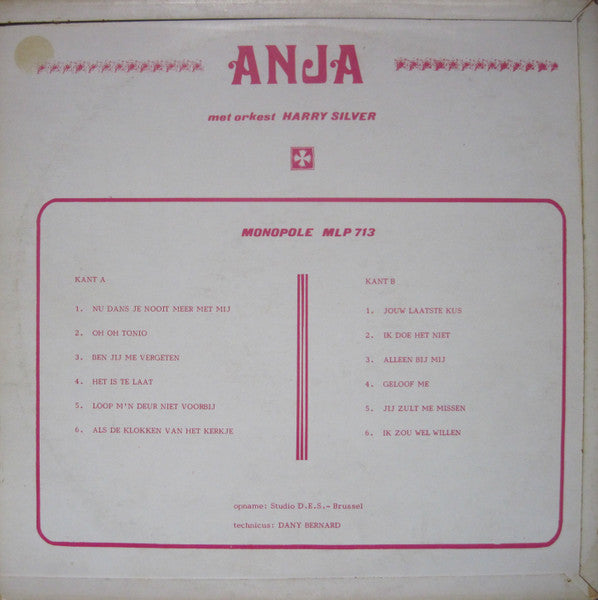 ANJA
met orkest HARRY SILVER
MONOPOLE MLP 713
KANT A
1. NU DANS JE NOOIT MEER MET MIJ
2. OH OH TONIO
3. BEN JIJ ME VERGETEN
4. HET IS TE LAAT
5. LOOP M'N DEUR NIET VOORBIJ
6. ALS DE KLOKKEN VAN HET KERKJE
KANT B
1. JOUW LAATSTE KUS
2. IK DOE HET NIET
3. ALLEEN BIJ MIJ
4. GELOOF ME
5. JIJ ZULT ME MISSEN
6. IK ZOU WEL WILLEN
opname: Studio D.E.S.- Brussel
technicus: DANY BERNARD